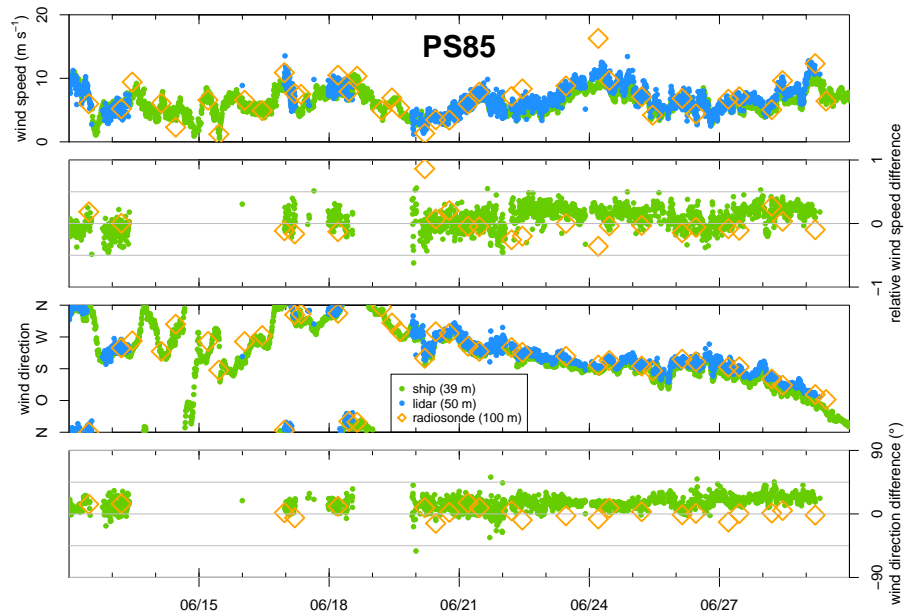 PS85
wind speed (m s⁻¹)
20
10
0
relative wind speed difference
1
0
−1
wind direction
N
W
S
O
N
ship (39 m)
lidar (50 m)
radiosonde (100 m)
wind direction difference (°)
90
0
−90
06/15 06/18 06/21 06/24 06/27